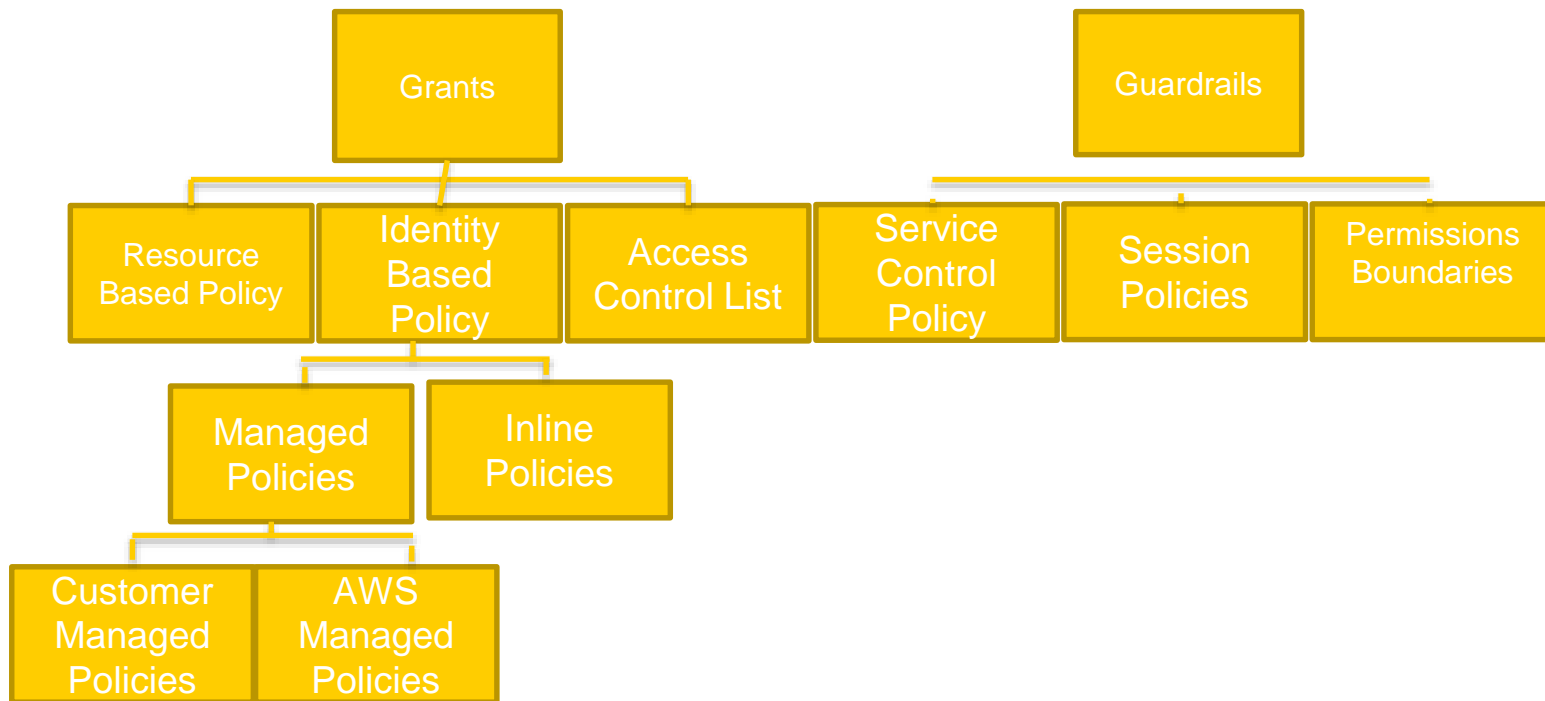 Grants
Guardrails
Resource
Based Policy
Identity
Based
Policy
Access
Control List
Service
Control
Policy
Session
Policies
Permissions
Boundaries
Managed
Policies
Inline
Policies
Customer
Managed
Policies
AWS
Managed
Policies